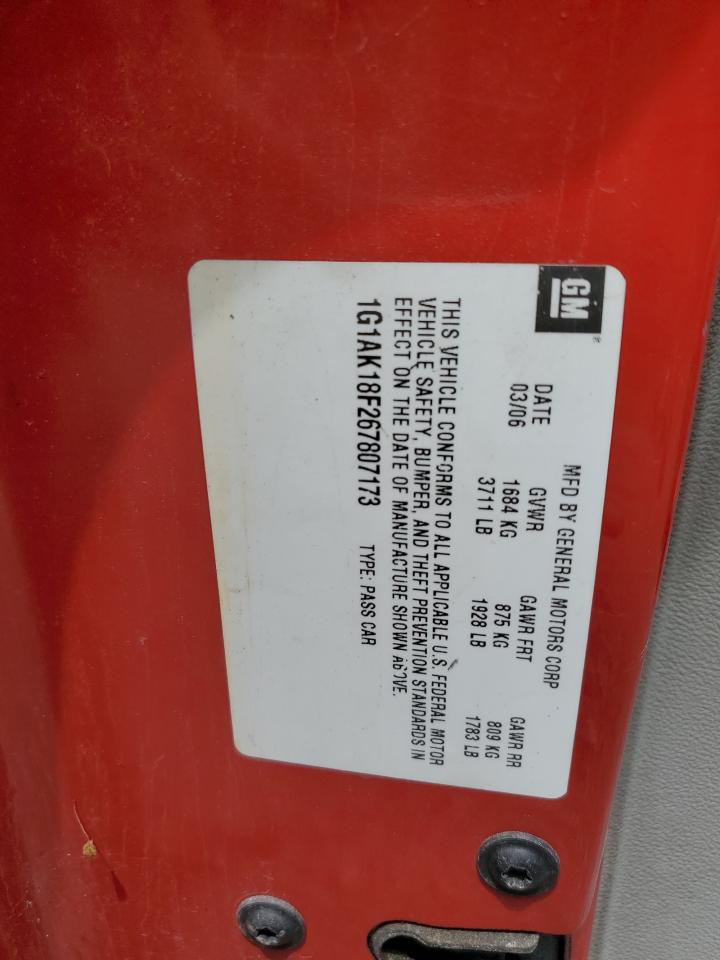 GM
MFD BY GENERAL MOTORS CORP
DATE GVWR GAWR FRT GAWR RR
03/06 1684 KG 875 KG 809 KG
3711 LB 1928 LB 1783 LB
THIS VEHICLE CONFORMS TO ALL APPLICABLE U.S. FEDERAL MOTOR
VEHICLE SAFETY, BUMPER, AND THEFT PREVENTION STANDARDS IN
EFFECT ON THE DATE OF MANUFACTURE SHOWN ABOVE.
1G1AK18F267807173 TYPE: PASS CAR